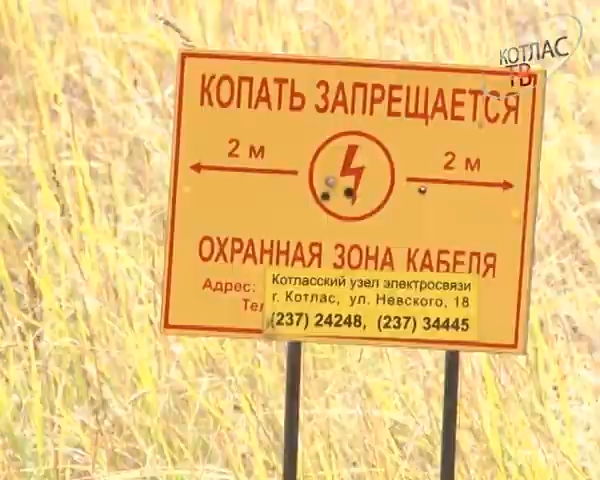 КОТЛАС
ТВ
КОПАТЬ ЗАПРЕЩАЕТСЯ
2 м
2 м
ОХРАННАЯ ЗОНА КАБЕЛЯ
Адрес:
Котласский узел электросвязи
г. Котлас, ул. Невского, 18
(237) 24248, (237) 34445